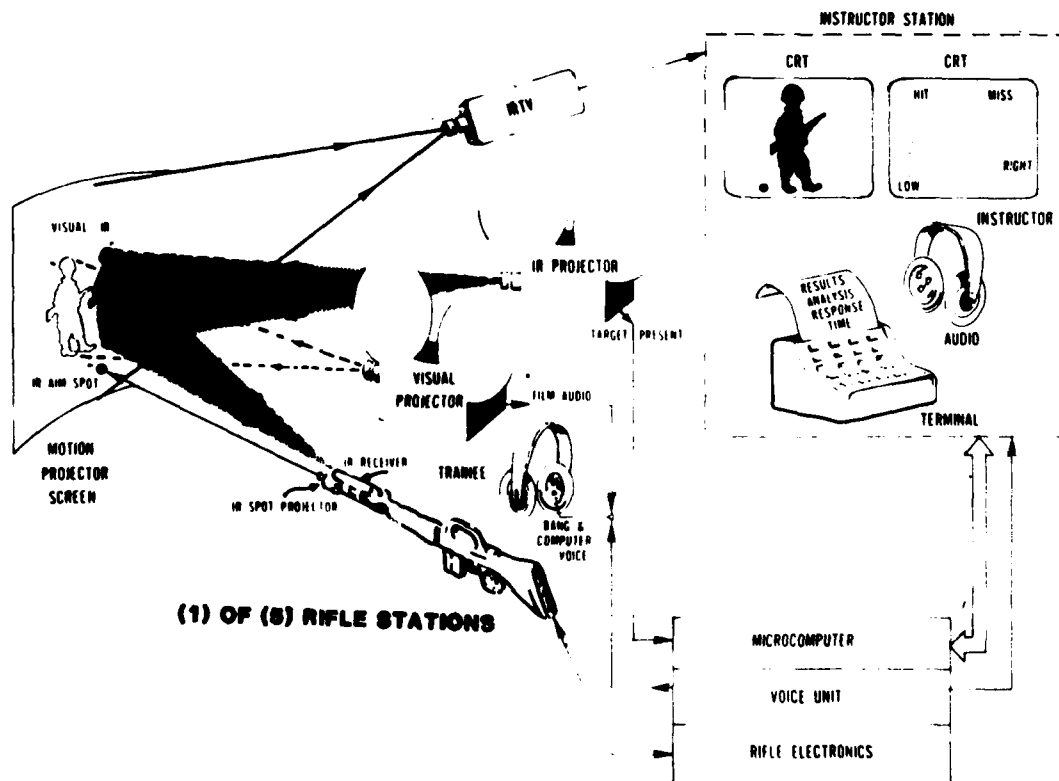 INSTRUCTOR STATION
CRT
CRT
HIT
MISS
RIGHT
LOW
INSTRUCTOR
AUDIO
RESULTS
ANALYSIS
RESPONSE
TIME
TERMINAL
IRTV
VISUAL IR
IR PROJECTOR
TARGET PRESENT
IR AIM SPOT
VISUAL
PROJECTOR
FILM AUDIO
MOTION
PROJECTOR
SCREEN
IR RECEIVER
TRAINEE
IR SPOT PROJECTOR
BANG &
COMPUTER
VOICE
(1) OF (5) RIFLE STATIONS
MICROCOMPUTER
VOICE UNIT
RIFLE ELECTRONICS